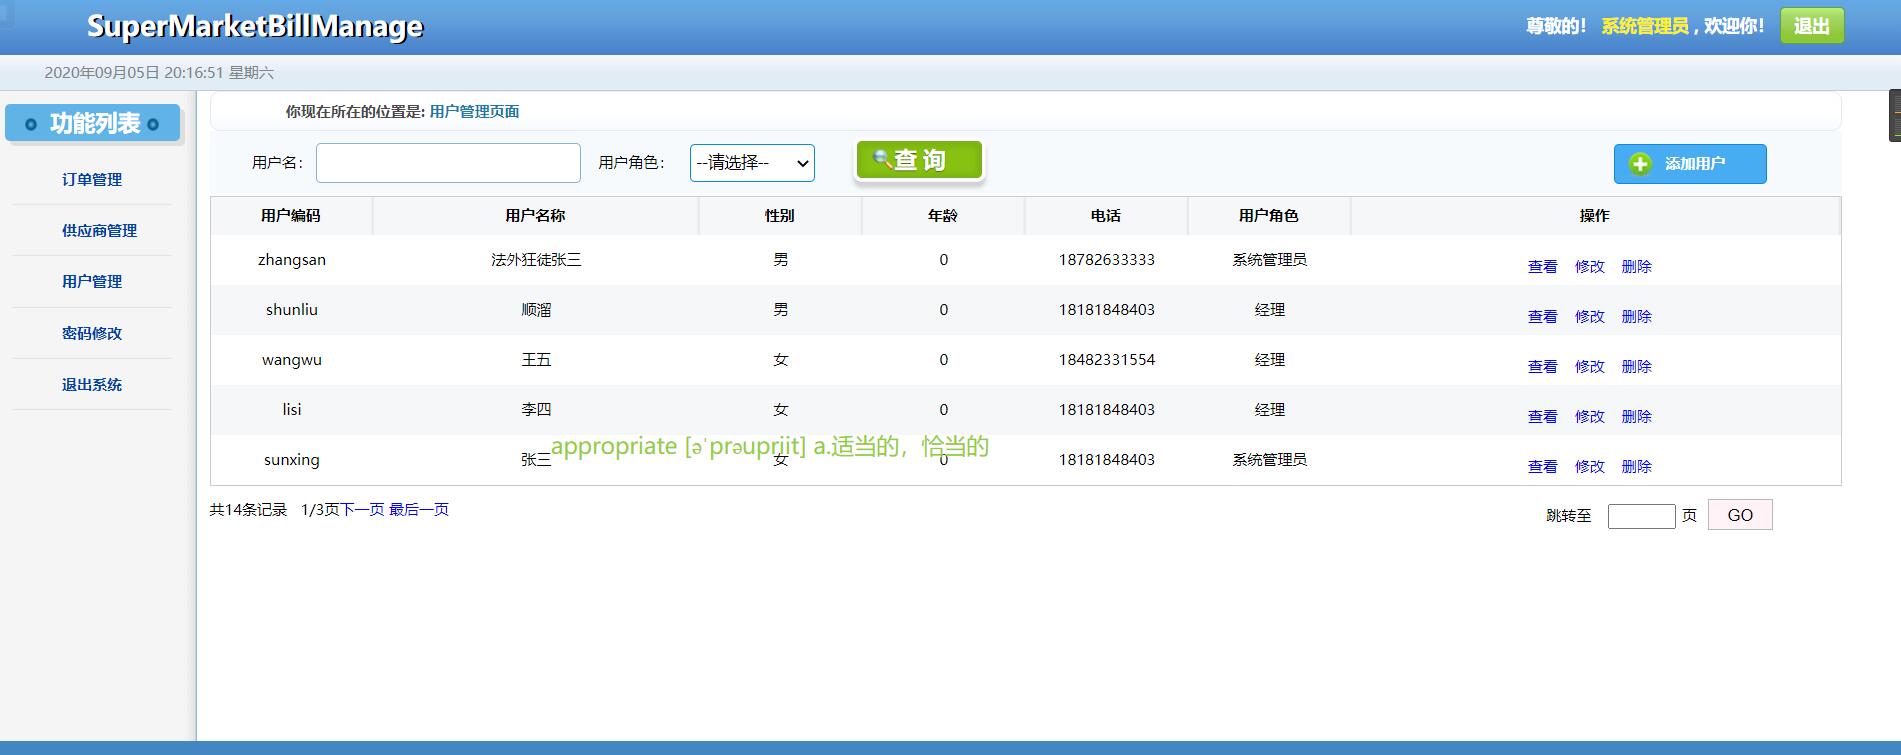 SuperMarketBillManage
尊敬的！ 系统管理员 , 欢迎你！ 退出
2020年09月05日 20:16:51 星期六
功能列表
订单管理
供应商管理
用户管理
密码修改
退出系统
你现在所在的位置是: 用户管理页面
用户名： 用户角色： --请选择-- 查 询 添加用户
用户编码 用户名称 性别 年龄 电话 用户角色 操作
zhangsan 法外狂徒张三 男 0 18782633333 系统管理员 查看 修改 删除
shunliu 顺溜 男 0 18181848403 经理 查看 修改 删除
wangwu 王五 女 0 18482331554 经理 查看 修改 删除
lisi 李四 女 0 18181848403 经理 查看 修改 删除
appropriate [ə'prəupriit] a.适当的，恰当的
sunxing 张三 女 0 18181848403 系统管理员 查看 修改 删除
共14条记录 1/3页下一页 最后一页
跳转至 页 GO